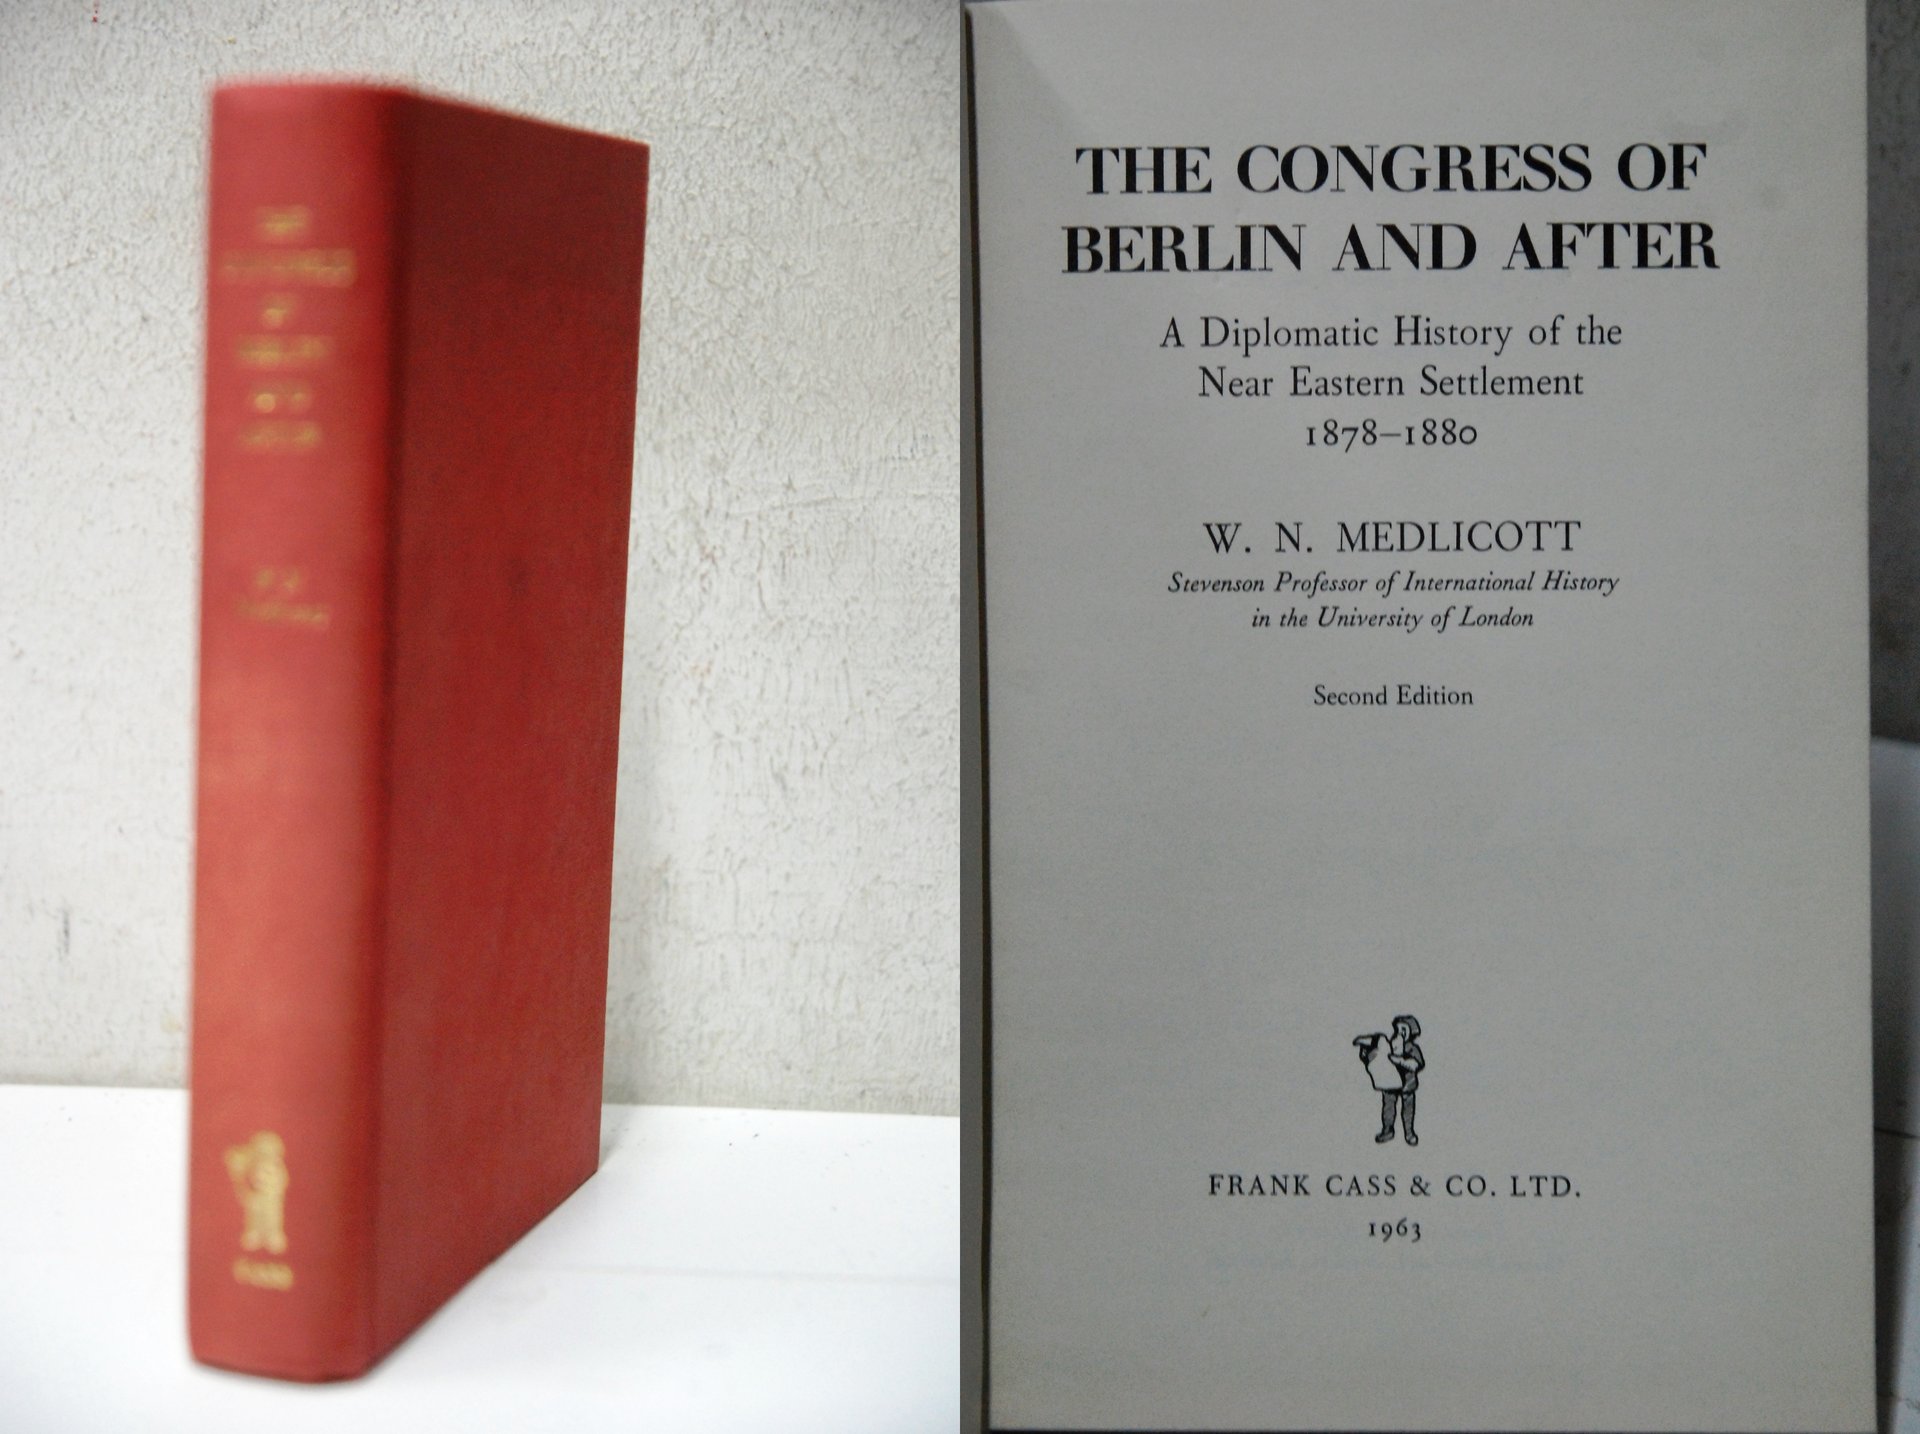 THE CONGRESS OF
BERLIN AND AFTER
A Diplomatic History of the
Near Eastern Settlement
1878–1880
W. N. MEDLICOTT
Stevenson Professor of International History
in the University of London
Second Edition
FRANK CASS & CO. LTD.
1963